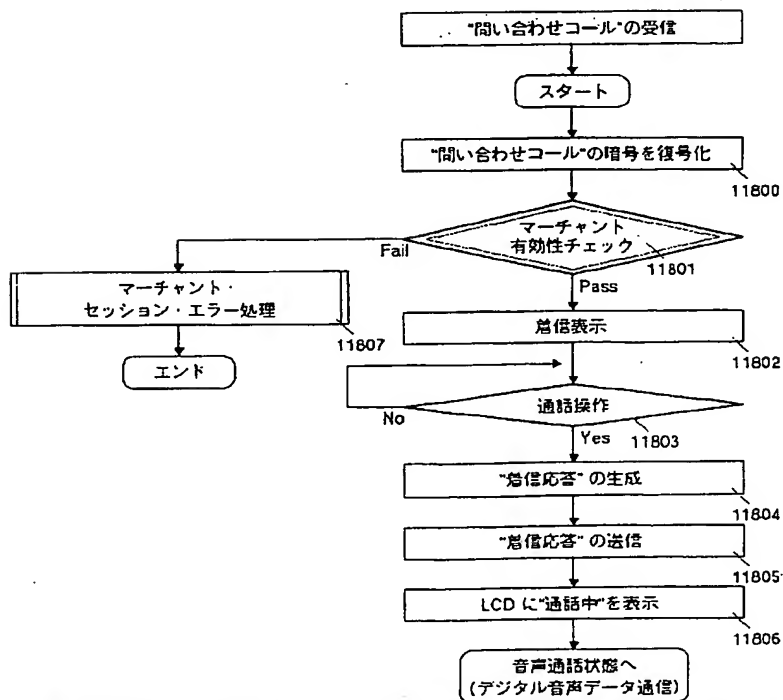 "問い合わせコール"の受信
スタート
"問い合わせコール"の暗号を復号化
11800
マーチャント
有効性チェック
11801
Fail
Pass
マーチャント・
セッション・エラー処理
11807
エンド
着信表示
11802
通話操作
11803
No
Yes
"着信応答"の生成
11804
"着信応答"の送信
11805
LCDに"通話中"を表示
11806
音声通話状態へ
(デジタル音声データ通信)